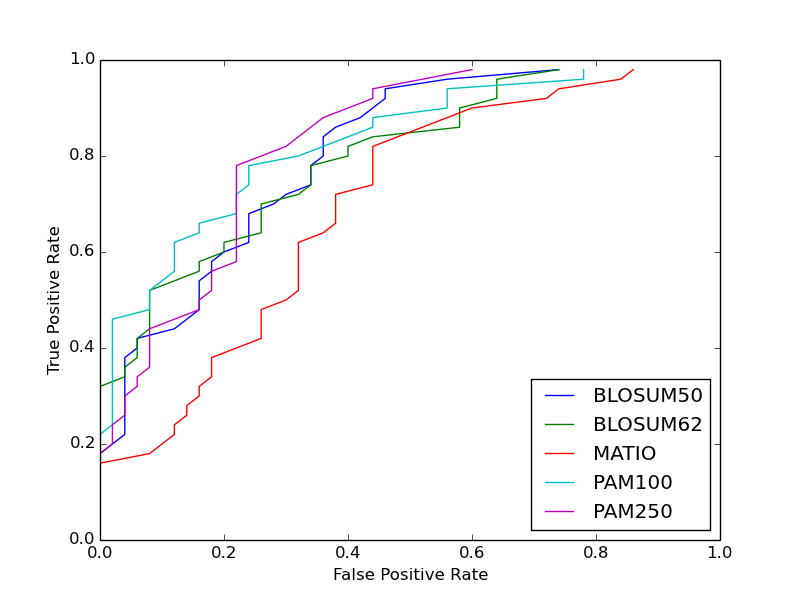 1.0
0.8
0.6
0.4
0.2
0.0
True Positive Rate
BLOSUM50
BLOSUM62
MATIO
PAM100
PAM250
0.0 0.2 0.4 0.6 0.8 1.0
False Positive Rate